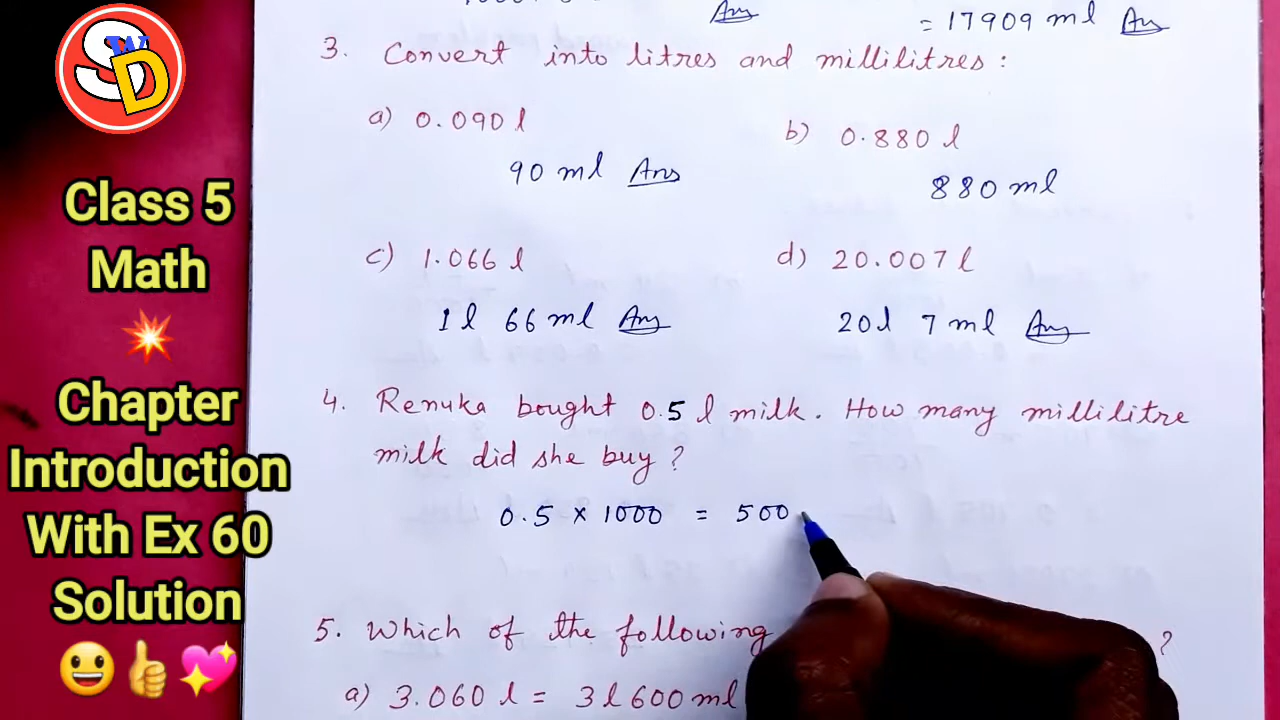 SWD
Class 5
Math
Chapter
Introduction
With Ex 60
Solution
Ans
= 17909 ml Ans
3. Convert into litres and millilitres :
a) 0.090 l
b) 0.880 l
90 ml Ans
880 ml
c) 1.066 l
d) 20.007 l
1 l 66 ml Ans
20 l 7 ml Ans
4. Renuka bought 0.5 l milk. How many millilitre
milk did she buy ?
0.5 × 1000 = 500
5. Which of the following ?
a) 3.060 l = 3 l 600 ml